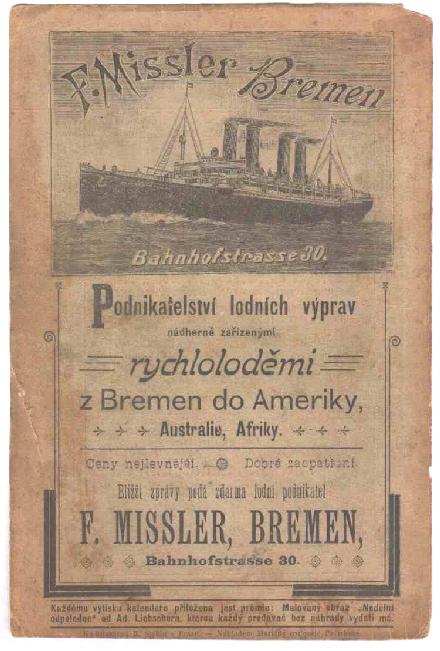 F. Missler Bremen
Bahnhofstrasse 30.
Podnikatelství lodních výprav
nádherně zařízenými
rychloloděmi
z Bremen do Ameriky,
Australie, Afriky.
Ceny nejlevnější. Dobré zaopatření
Bližší zprávy podá zdarma lodní podnikatel
F. MISSLER, BREMEN,
Bahnhofstrasse 30.
Každému výtisku kalendáře přiložena jest prémie: Malovaný obraz „Nedělní
odpoledne“ od Ad. Liebschera, kterou každý prodavač bez náhrady vydati má.